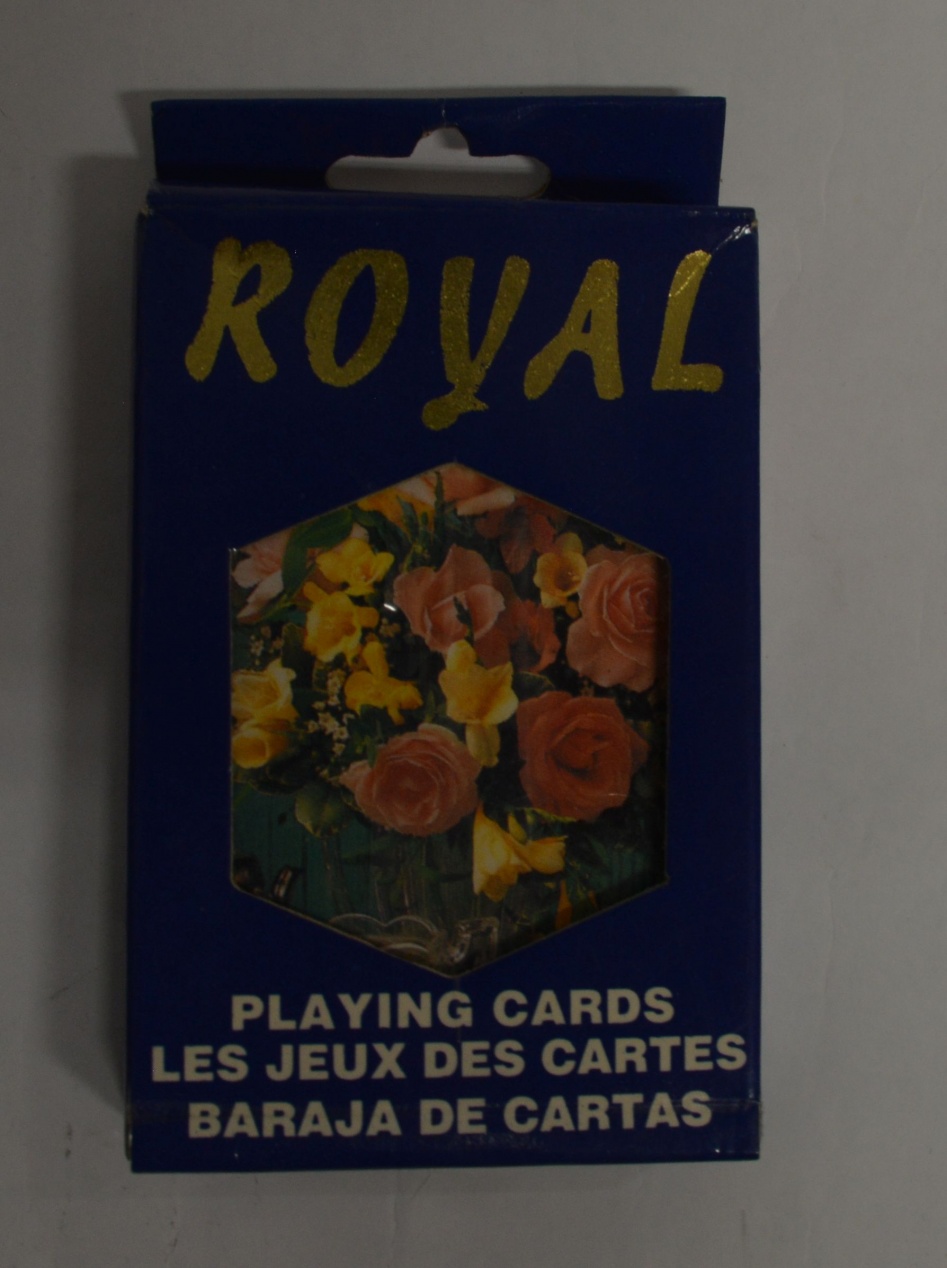 ROYAL
PLAYING CARDS
LES JEUX DES CARTES
BARAJA DE CARTAS